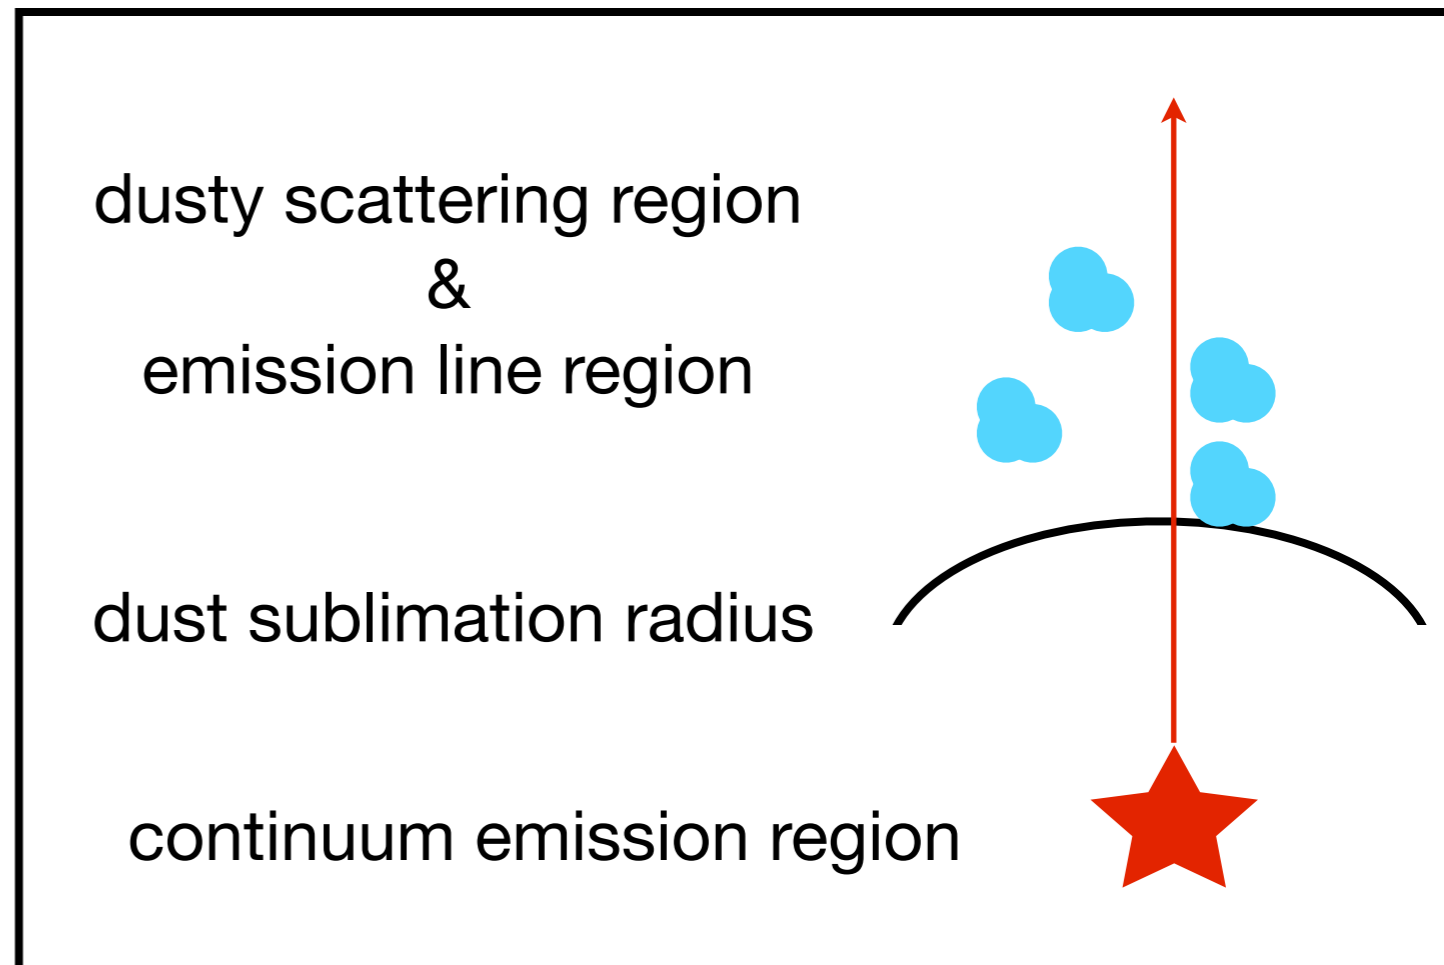 dusty scattering region
&
emission line region
dust sublimation radius
continuum emission region